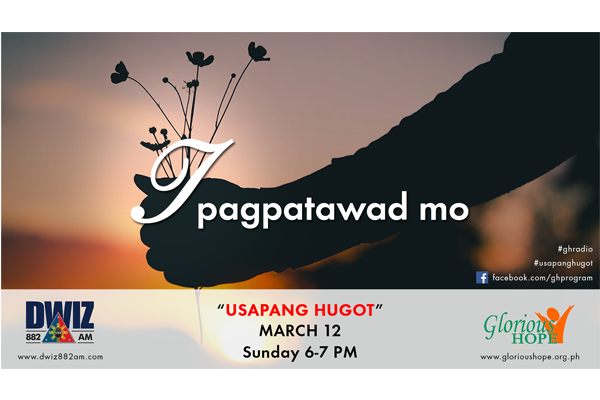 Ipagpatawad mo
#ghradio
#usapanghugot
facebook.com/ghprogram
DWIZ
882 AM
www.dwiz882am.com
“USAPANG HUGOT”
MARCH 12
Sunday 6-7 PM
Glorious
HOPE
www.glorioushope.org.ph